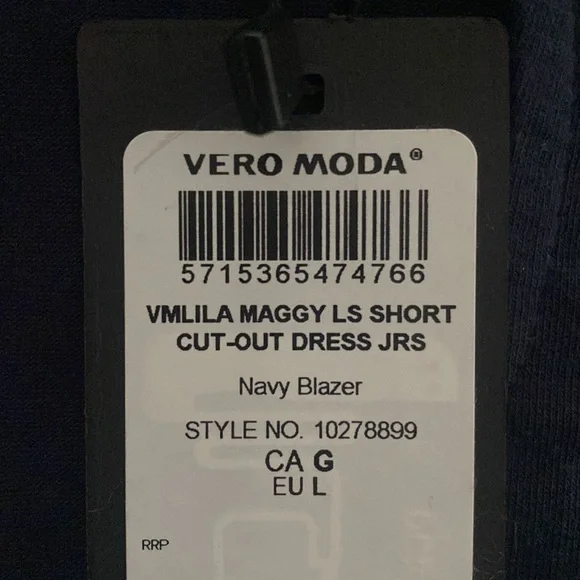 VERO MODA®
5715365474766
VMLILA MAGGY LS SHORT
CUT-OUT DRESS JRS
Navy Blazer
STYLE NO. 10278899
CA G
EU L
RRP